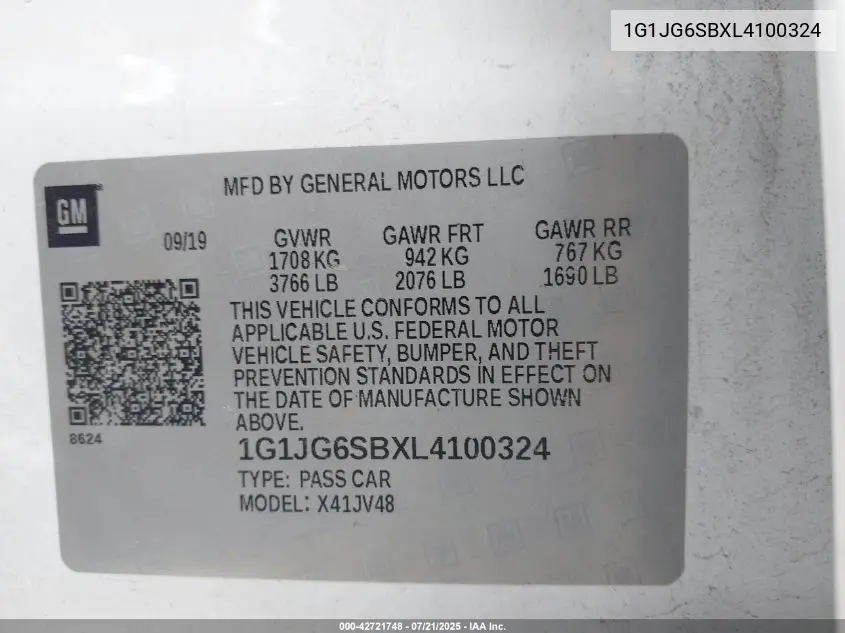 1G1JG6SBXL4100324
MFD BY GENERAL MOTORS LLC
GM
09/19
GVWR GAWR FRT GAWR RR
1708 KG 942 KG 767 KG
3766 LB 2076 LB 1690 LB
THIS VEHICLE CONFORMS TO ALL
APPLICABLE U.S. FEDERAL MOTOR
VEHICLE SAFETY, BUMPER, AND THEFT
PREVENTION STANDARDS IN EFFECT ON
THE DATE OF MANUFACTURE SHOWN
ABOVE.
8624
1G1JG6SBXL4100324
TYPE: PASS CAR
MODEL: X41JV48
000-42721748 - 07/21/2025 - IAA Inc.